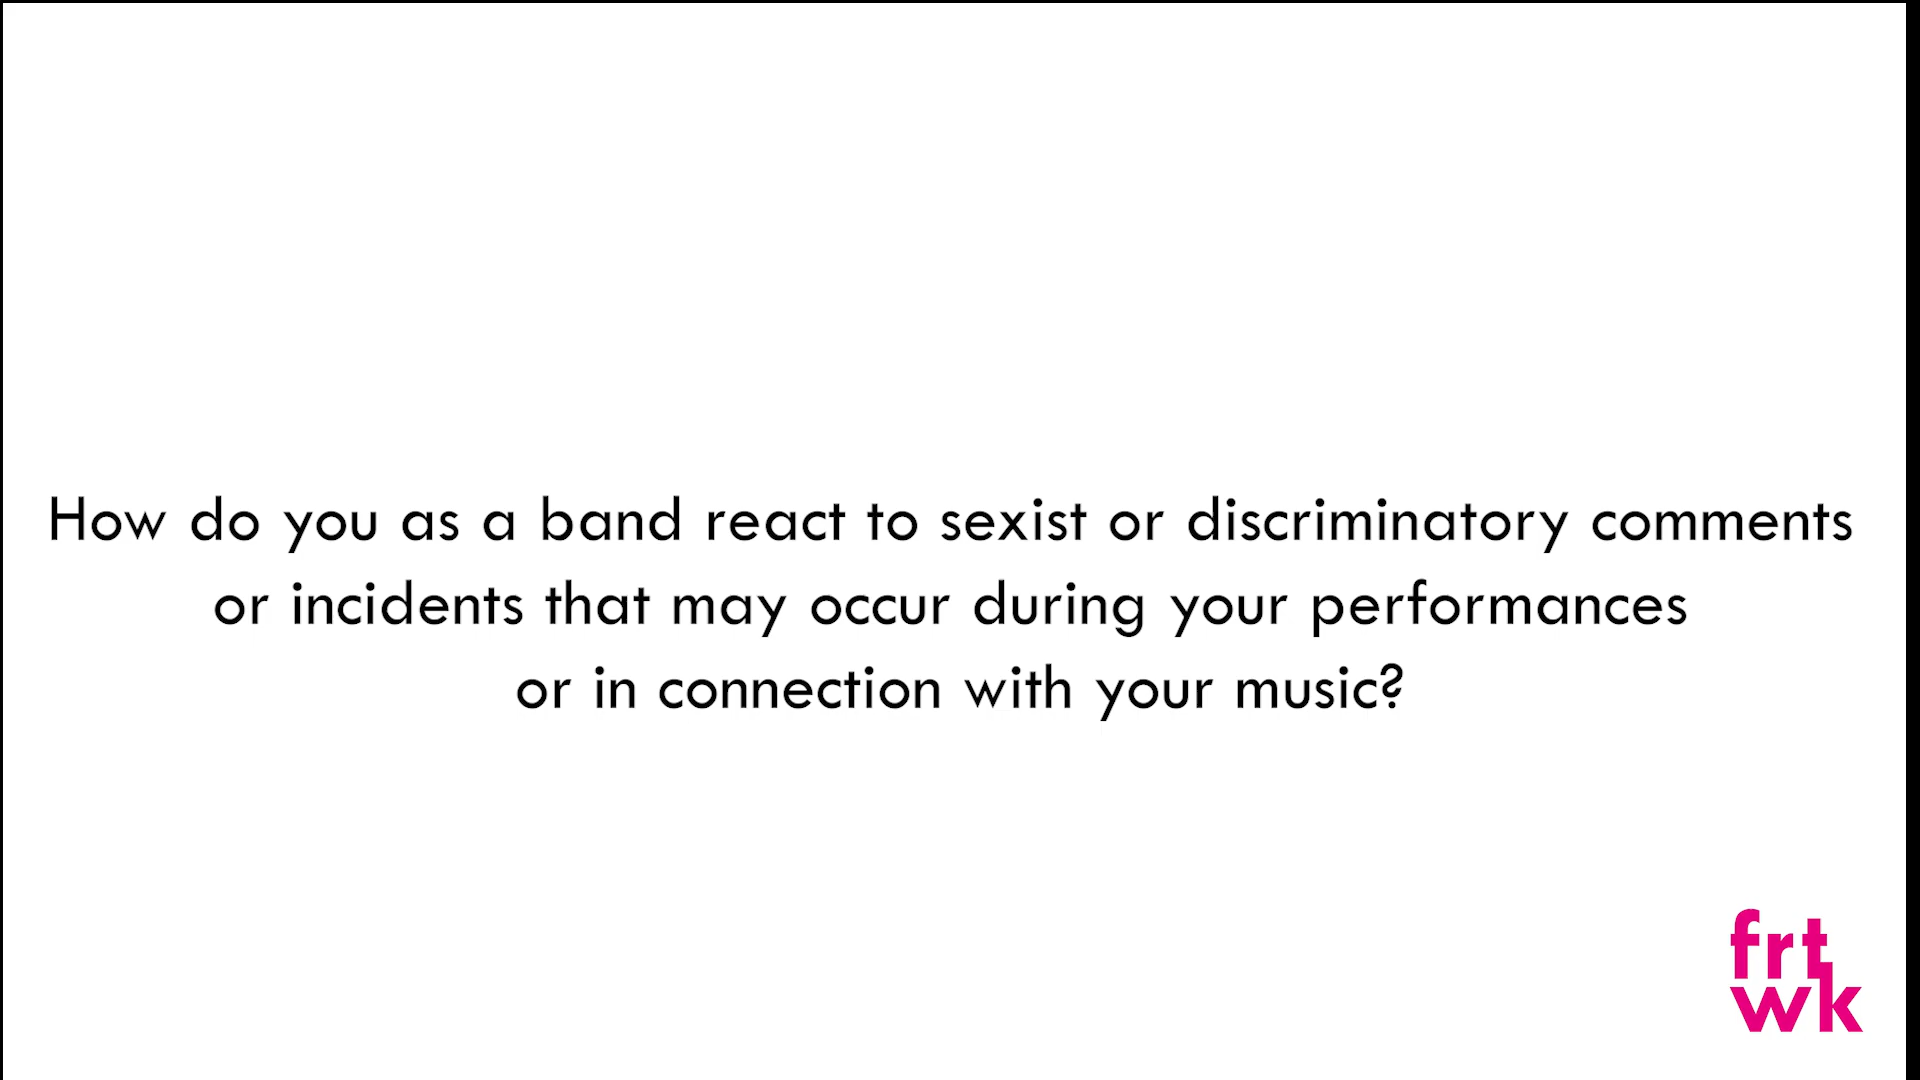 How do you as a band react to sexist or discriminatory comments
or incidents that may occur during your performances
or in connection with your music?
frt
wk